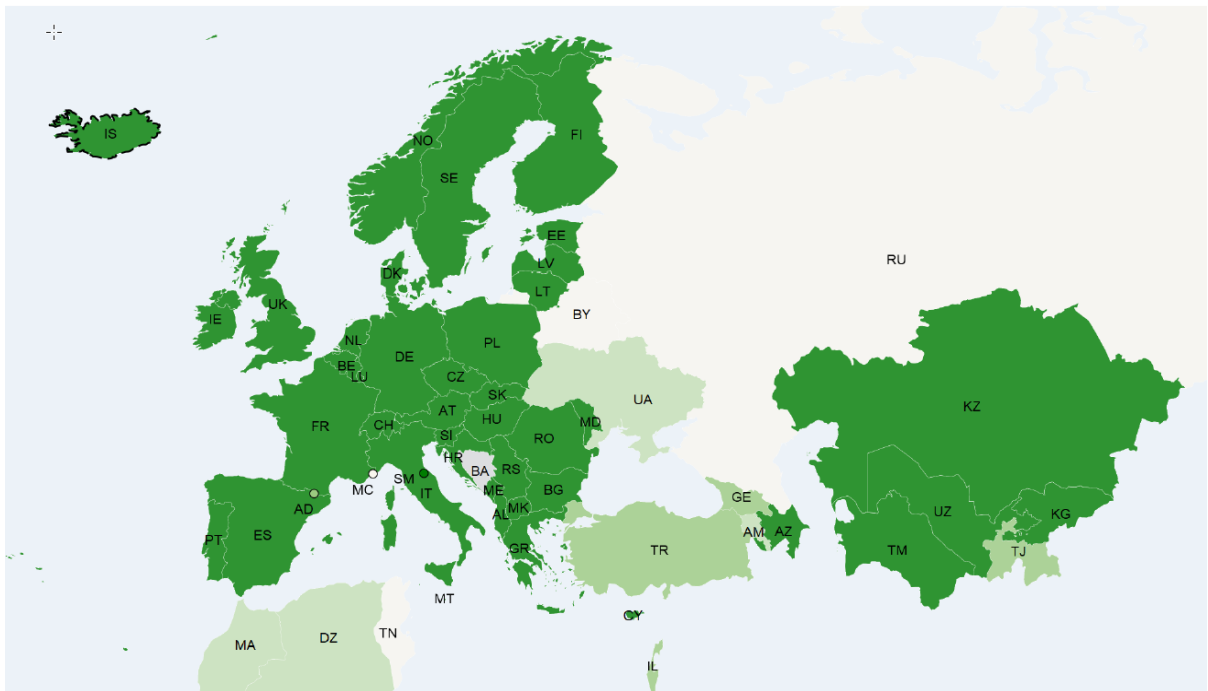 IS
NO
FI
SE
EE
LV
LT
DK
RU
UK
IE
BY
NL
BE
LU
DE
PL
CZ
SK
UA
KZ
FR
CH
AT
HU
SI
RO
MD
HR
BA
RS
SM
IT
MC
ME
BG
AD
AL
MK
GE
PT
ES
GR
TR
AM
AZ
UZ
KG
TM
TJ
MT
CY
MA
DZ
TN
IL